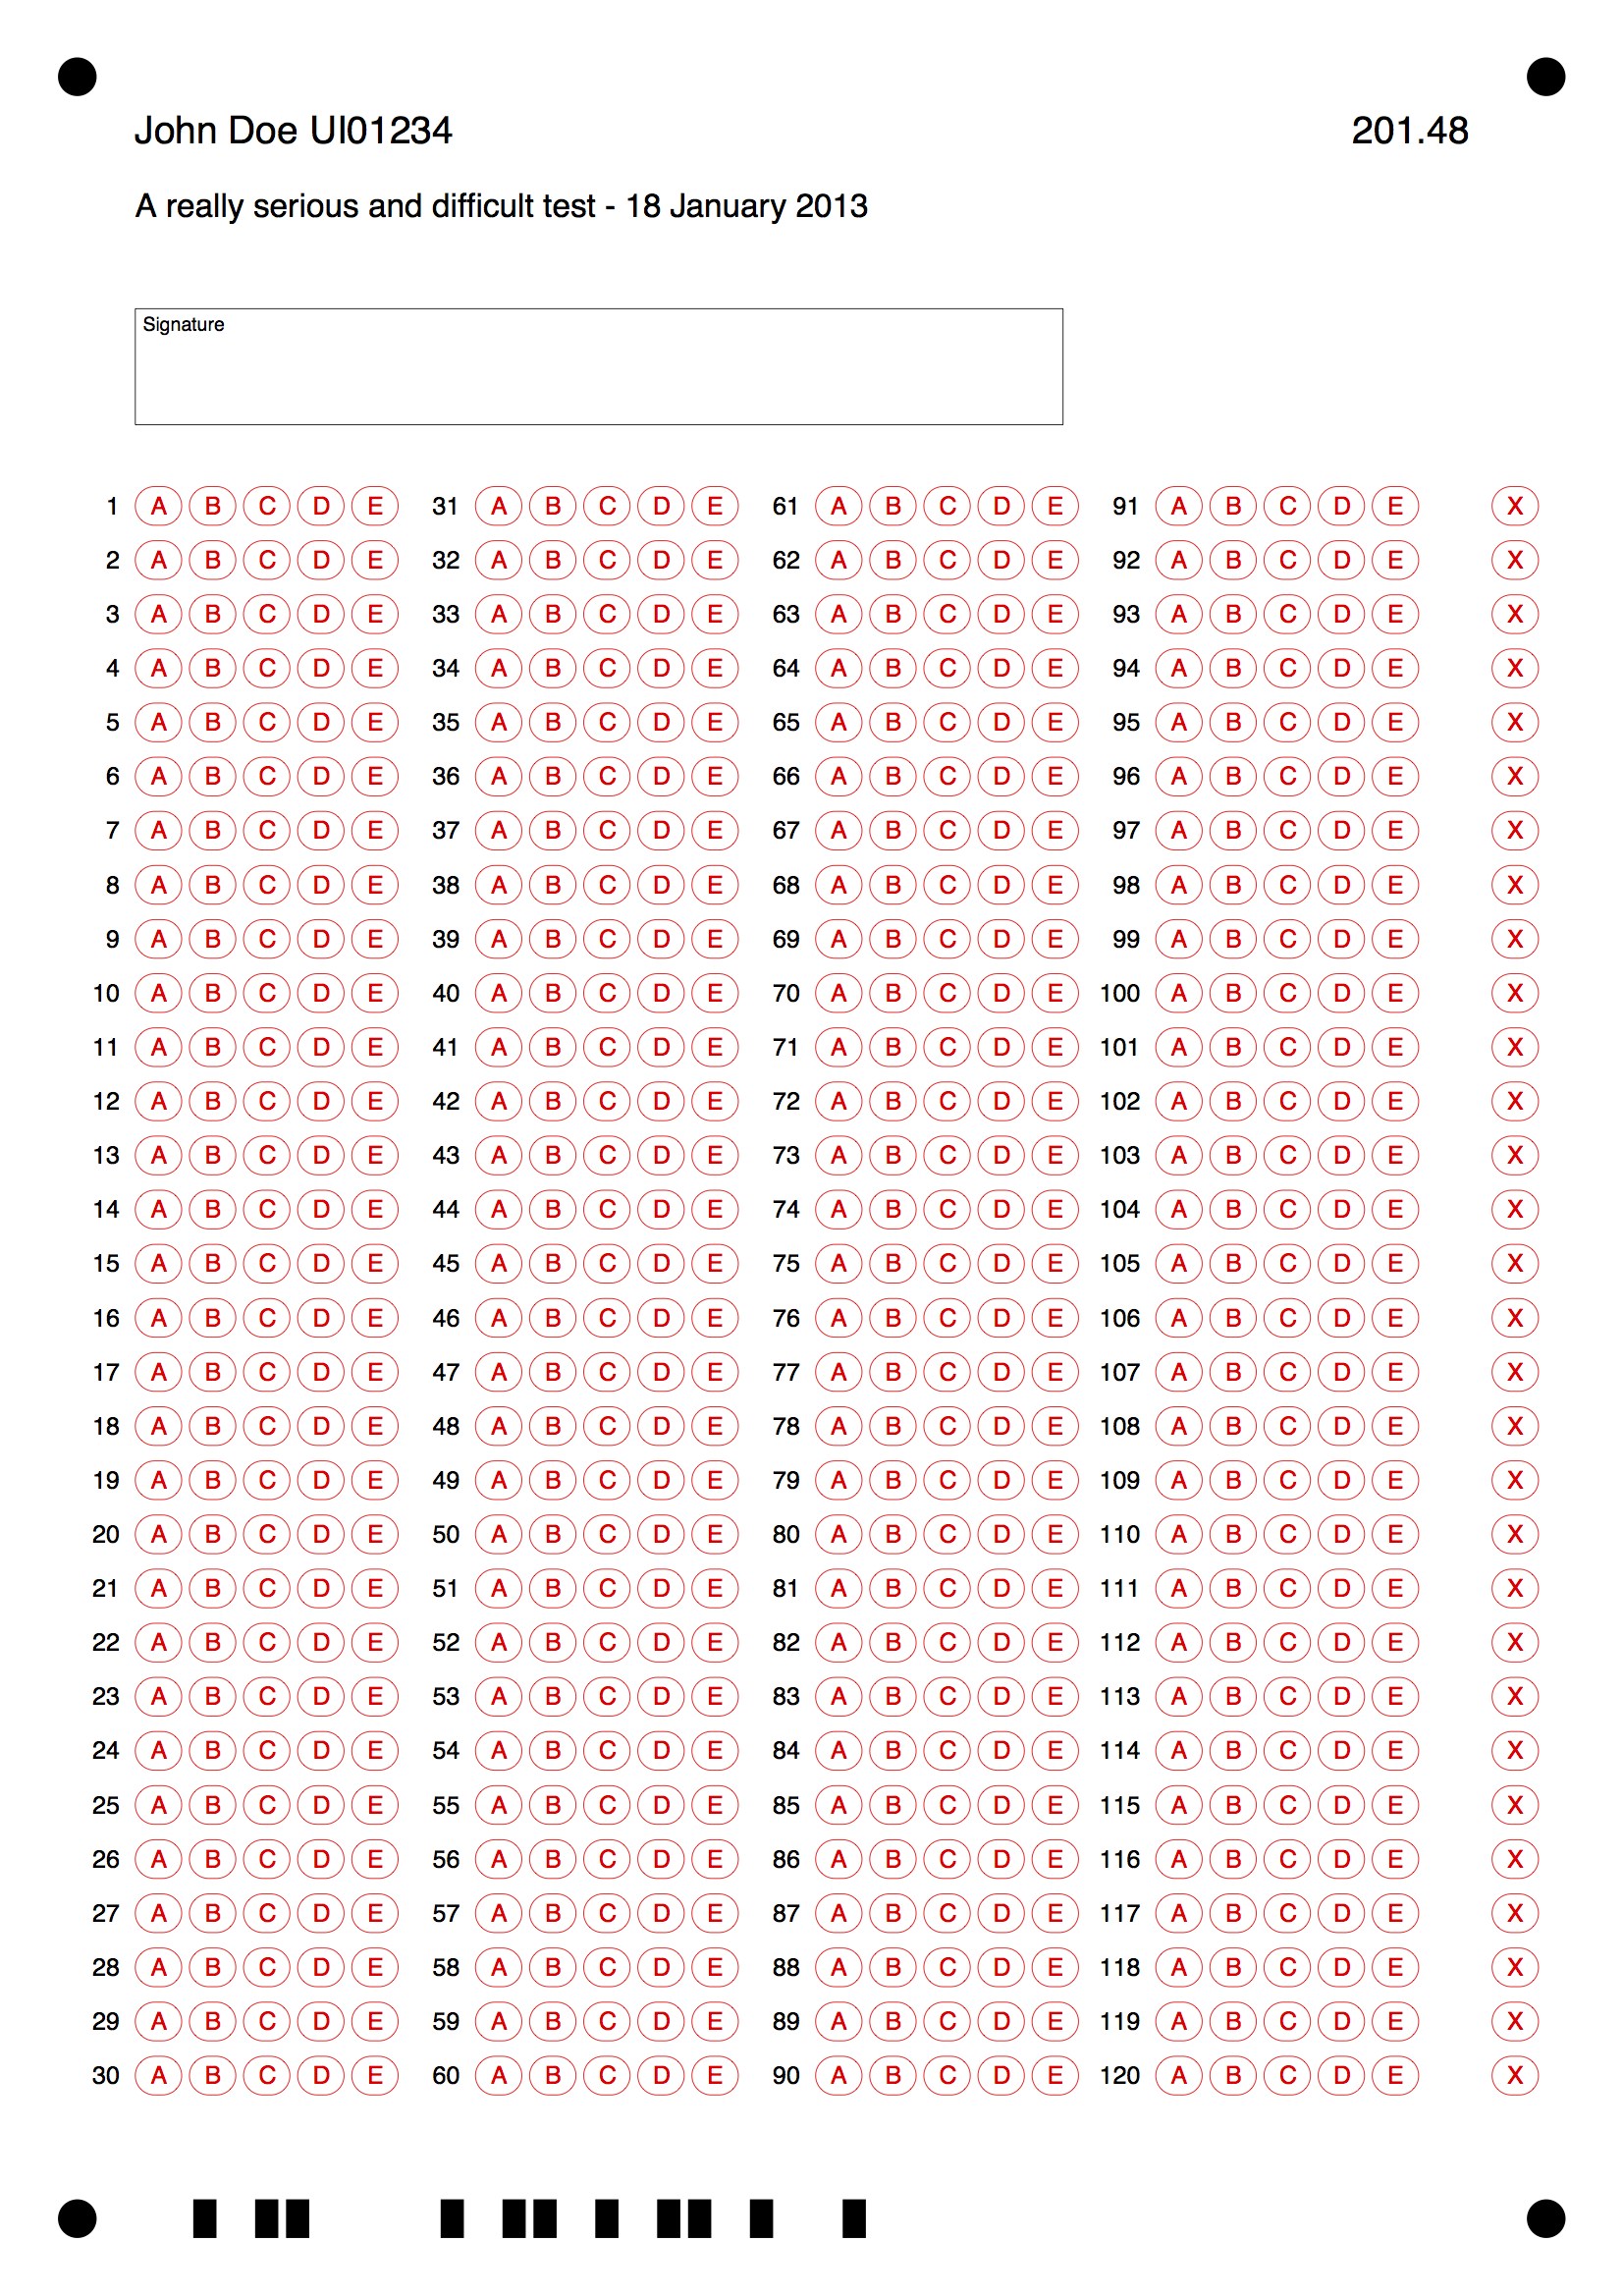 John Doe UI01234 201.48
A really serious and difficult test - 18 January 2013
Signature
1 A B C D E 31 A B C D E 61 A B C D E 91 A B C D E X
2 A B C D E 32 A B C D E 62 A B C D E 92 A B C D E X
3 A B C D E 33 A B C D E 63 A B C D E 93 A B C D E X
4 A B C D E 34 A B C D E 64 A B C D E 94 A B C D E X
5 A B C D E 35 A B C D E 65 A B C D E 95 A B C D E X
6 A B C D E 36 A B C D E 66 A B C D E 96 A B C D E X
7 A B C D E 37 A B C D E 67 A B C D E 97 A B C D E X
8 A B C D E 38 A B C D E 68 A B C D E 98 A B C D E X
9 A B C D E 39 A B C D E 69 A B C D E 99 A B C D E X
10 A B C D E 40 A B C D E 70 A B C D E 100 A B C D E X
11 A B C D E 41 A B C D E 71 A B C D E 101 A B C D E X
12 A B C D E 42 A B C D E 72 A B C D E 102 A B C D E X
13 A B C D E 43 A B C D E 73 A B C D E 103 A B C D E X
14 A B C D E 44 A B C D E 74 A B C D E 104 A B C D E X
15 A B C D E 45 A B C D E 75 A B C D E 105 A B C D E X
16 A B C D E 46 A B C D E 76 A B C D E 106 A B C D E X
17 A B C D E 47 A B C D E 77 A B C D E 107 A B C D E X
18 A B C D E 48 A B C D E 78 A B C D E 108 A B C D E X
19 A B C D E 49 A B C D E 79 A B C D E 109 A B C D E X
20 A B C D E 50 A B C D E 80 A B C D E 110 A B C D E X
21 A B C D E 51 A B C D E 81 A B C D E 111 A B C D E X
22 A B C D E 52 A B C D E 82 A B C D E 112 A B C D E X
23 A B C D E 53 A B C D E 83 A B C D E 113 A B C D E X
24 A B C D E 54 A B C D E 84 A B C D E 114 A B C D E X
25 A B C D E 55 A B C D E 85 A B C D E 115 A B C D E X
26 A B C D E 56 A B C D E 86 A B C D E 116 A B C D E X
27 A B C D E 57 A B C D E 87 A B C D E 117 A B C D E X
28 A B C D E 58 A B C D E 88 A B C D E 118 A B C D E X
29 A B C D E 59 A B C D E 89 A B C D E 119 A B C D E X
30 A B C D E 60 A B C D E 90 A B C D E 120 A B C D E X